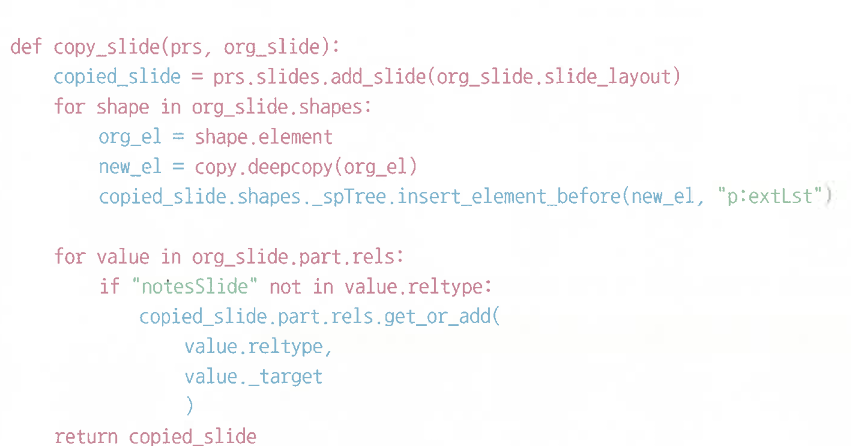 def copy_slide(prs, org_slide):
    copied_slide = prs.slides.add_slide(org_slide.slide_layout)
    for shape in org_slide.shapes:
        org_el = shape.element
        new_el = copy.deepcopy(org_el)
        copied_slide.shapes._spTree.insert_element_before(new_el, "p:extLst")
    for value in org_slide.part.rels:
        if "notesSlide" not in value.reltype:
            copied_slide.part.rels.get_or_add(
                value.reltype,
                value._target
                )
    return copied_slide